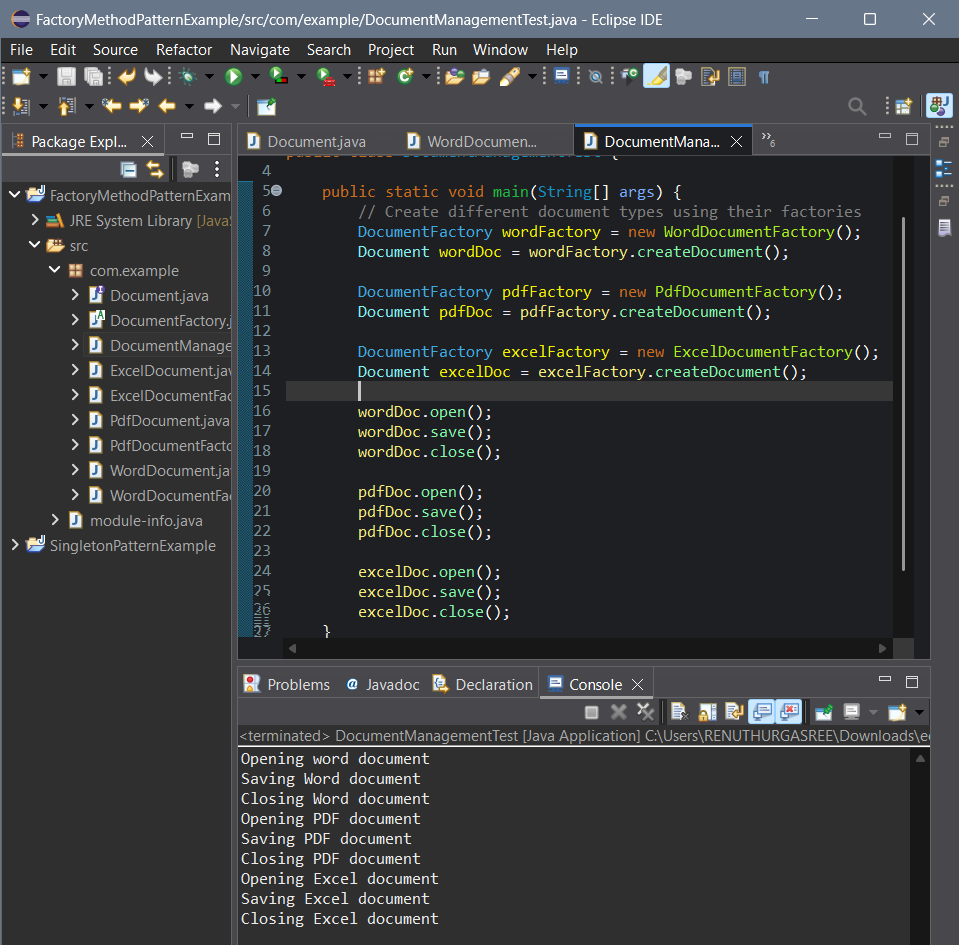 FactoryMethodPatternExample/src/com/example/DocumentManagementTest.java - Eclipse IDE
File Edit Source Refactor Navigate Search Project Run Window Help
Package Expl...
FactoryMethodPatternExam
JRE System Library [Java
src
com.example
Document.java
DocumentFactory.j
DocumentManage
ExcelDocument.jav
ExcelDocumentFac
PdfDocument.java
PdfDocumentFacto
WordDocument.ja
WordDocumentFac
module-info.java
SingletonPatternExample
Document.java WordDocumen... DocumentMana... »6
4
5 public static void main(String[] args) {
6 // Create different document types using their factories
7 DocumentFactory wordFactory = new WordDocumentFactory();
8 Document wordDoc = wordFactory.createDocument();
9
10 DocumentFactory pdfFactory = new PdfDocumentFactory();
11 Document pdfDoc = pdfFactory.createDocument();
12
13 DocumentFactory excelFactory = new ExcelDocumentFactory();
14 Document excelDoc = excelFactory.createDocument();
15
16 wordDoc.open();
17 wordDoc.save();
18 wordDoc.close();
19
20 pdfDoc.open();
21 pdfDoc.save();
22 pdfDoc.close();
23
24 excelDoc.open();
25 excelDoc.save();
26 excelDoc.close();
27 }
Problems Javadoc Declaration Console
<terminated> DocumentManagementTest [Java Application] C:\Users\RENUTHURGASREE\Downloads\e
Opening word document
Saving Word document
Closing Word document
Opening PDF document
Saving PDF document
Closing PDF document
Opening Excel document
Saving Excel document
Closing Excel document